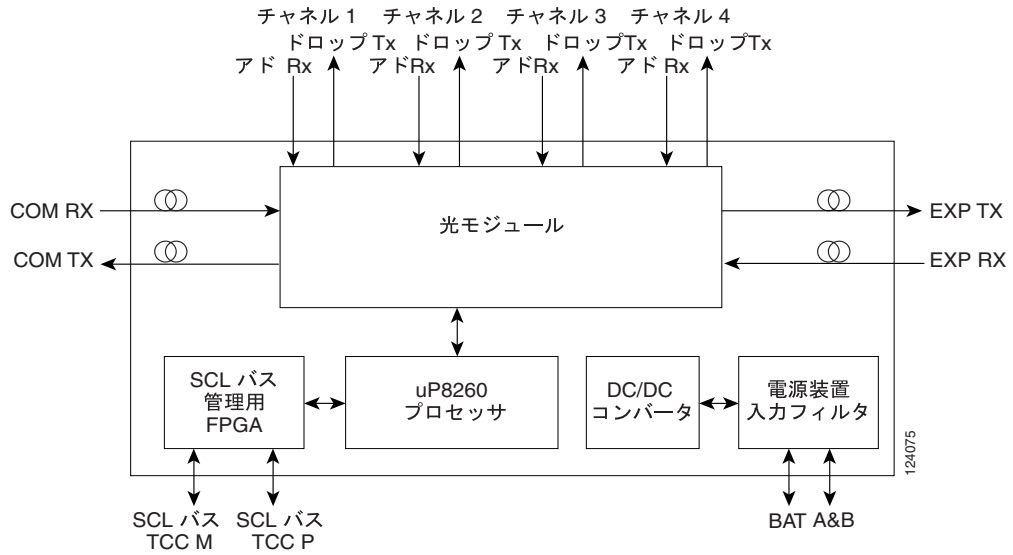 チャネル 1 チャネル 2 チャネル 3 チャネル 4
ドロップ Tx ドロップ Tx ドロップTx ドロップTx
アド Rx アドRx アドRx アド Rx
COM RX
光モジュール
EXP TX
COM TX
EXP RX
SCL バス
管理用
FPGA
uP8260
プロセッサ
DC/DC
コンバータ
電源装置
入力フィルタ
124075
SCL バス
TCC M
SCL バス
TCC P
BAT A&B